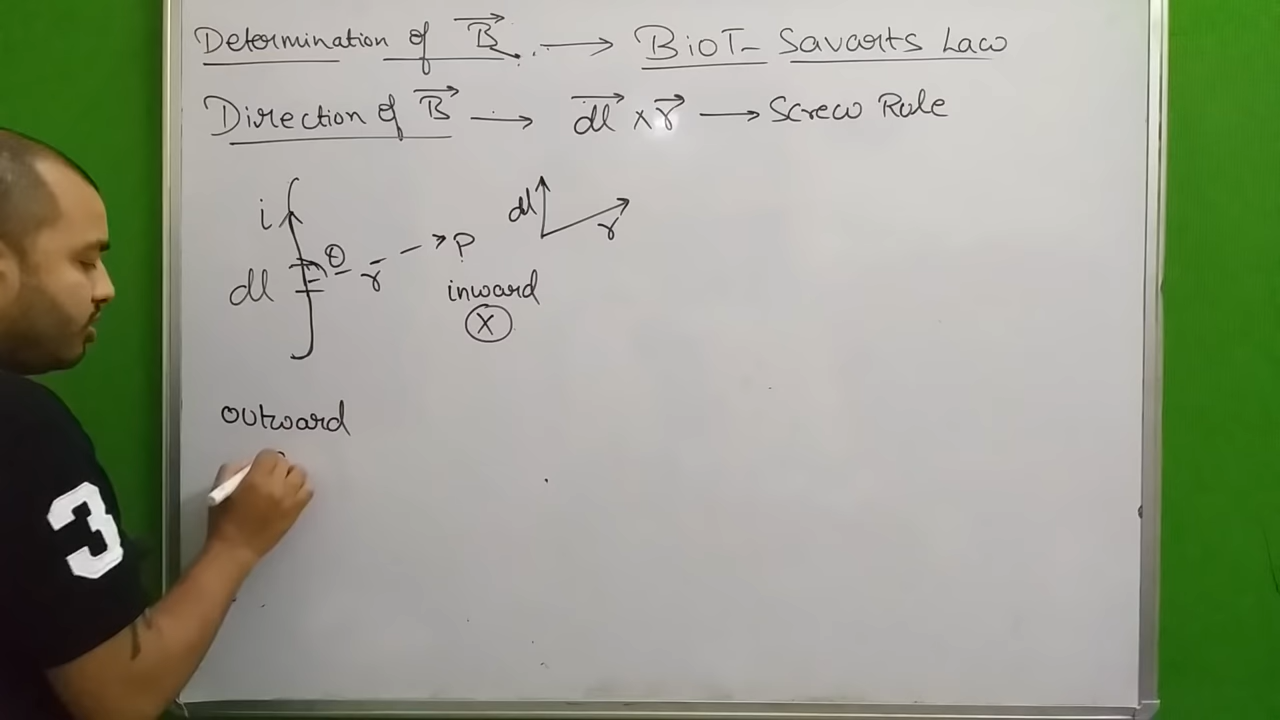 Determination of B → BioT- Savarts Law
Direction of B → dl x r → Screw Rule
i
dl
θ
r
P
dl
r
inward
X
outward
3